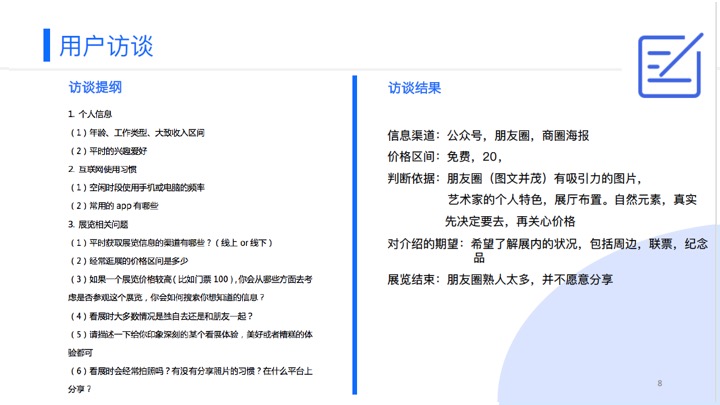 用户访谈
访谈提纲
1. 个人信息
（1）年龄、工作类型、大致收入区间
（2）平时的兴趣爱好
2. 互联网使用习惯
（1）空闲时段使用手机或电脑的频率
（2）常用的 app 有哪些
3. 展览相关问题
（1）平时获取展览信息的渠道有哪些？（线上 or 线下）
（2）经常逛展的价格区间是多少
（3）如果一个展览价格较高（比如门票 100），你会从哪些方面去考
虑是否参观这个展览，你会如何搜索你想知道的信息？
（4）看展时大多数情况是独自去还是和朋友一起？
（5）请描述一下给你印象深刻的某个看展体验，美好或者糟糕的体
验都可
（6）看展时会经常拍照吗？有没有分享照片的习惯？在什么平台上
分享？
访谈结果
信息渠道：公众号，朋友圈，商圈海报
价格区间：免费，20，
判断依据：朋友圈（图文并茂）有吸引力的图片，
艺术家的个人特色，展厅布置。自然元素，真实
先决定要去，再关心价格
对介绍的期望：希望了解展内的状况，包括周边，联票，纪念
品
展览结束：朋友圈熟人太多，并不愿意分享
8